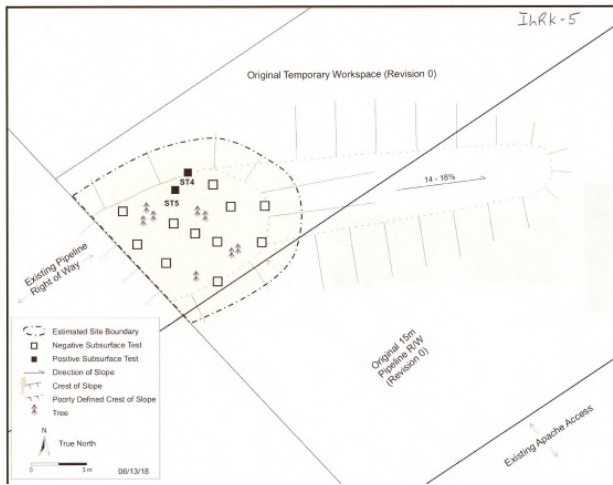 IhRk-5
Original Temporary Workspace (Revision 0)
14 - 18%
ST4
ST5
Existing Pipeline
Right of Way
Original 15m
Pipeline R/W
(Revision 0)
Existing Apache Access
Estimated Site Boundary
Negative Subsurface Test
Positive Subsurface Test
Direction of Slope
Crest of Slope
Poorly Defined Crest of Slope
Tree
N
True North
0 3 m
06/13/18